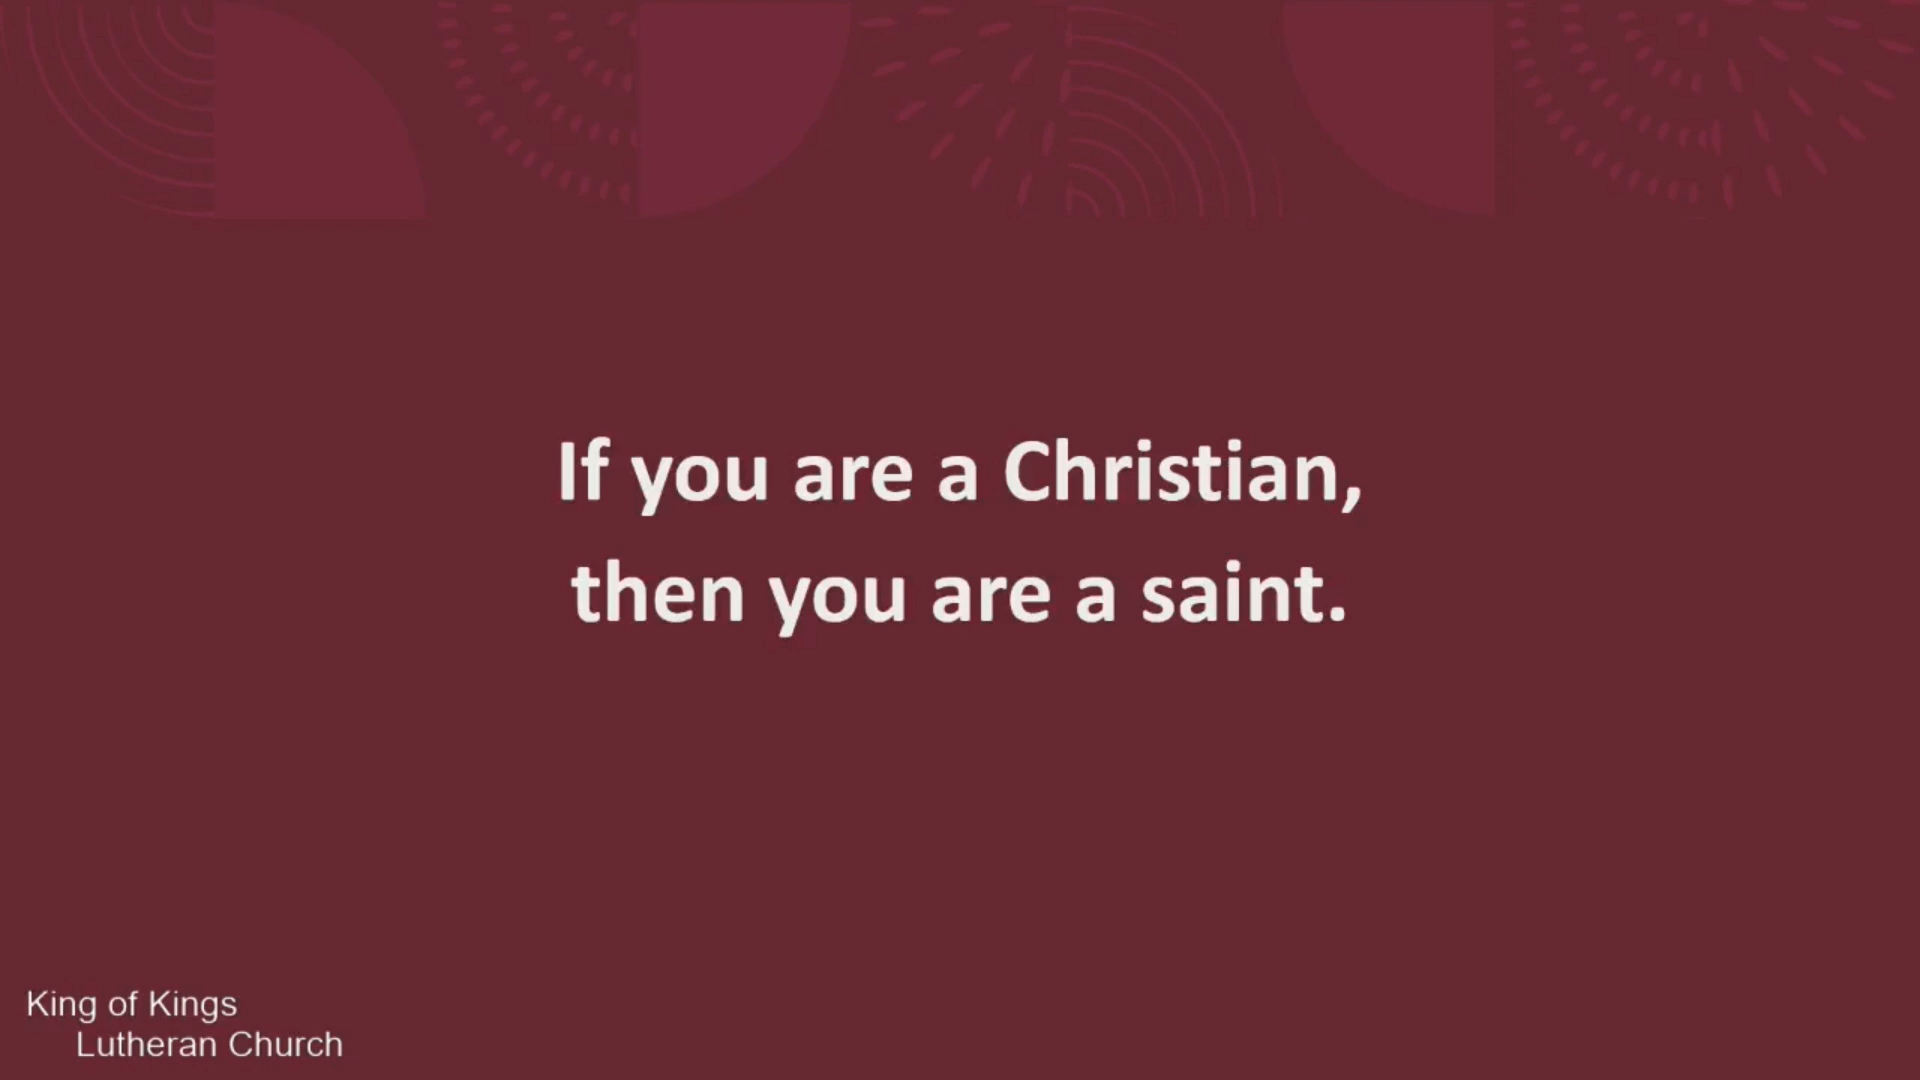 If you are a Christian,
then you are a saint.
King of Kings
Lutheran Church